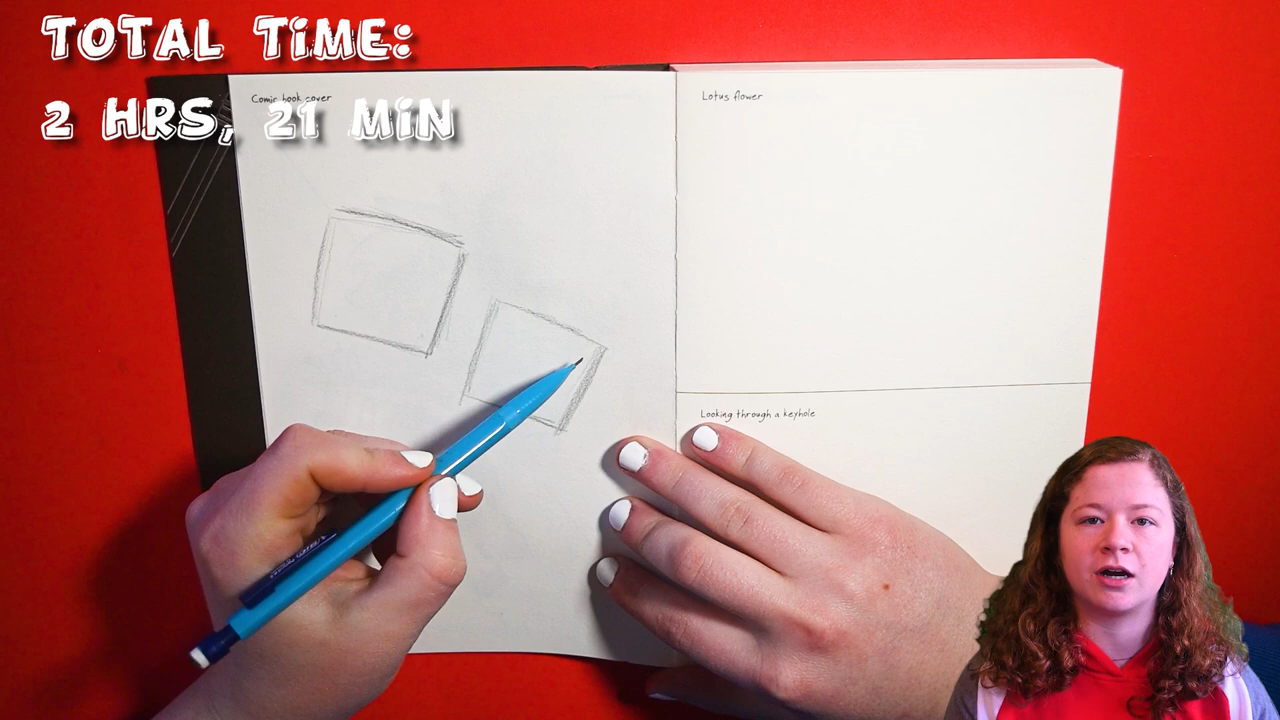 TOTAL TIME:
2 HRS, 21 MIN
Comic book cover
Lotus flower
Looking through a keyhole